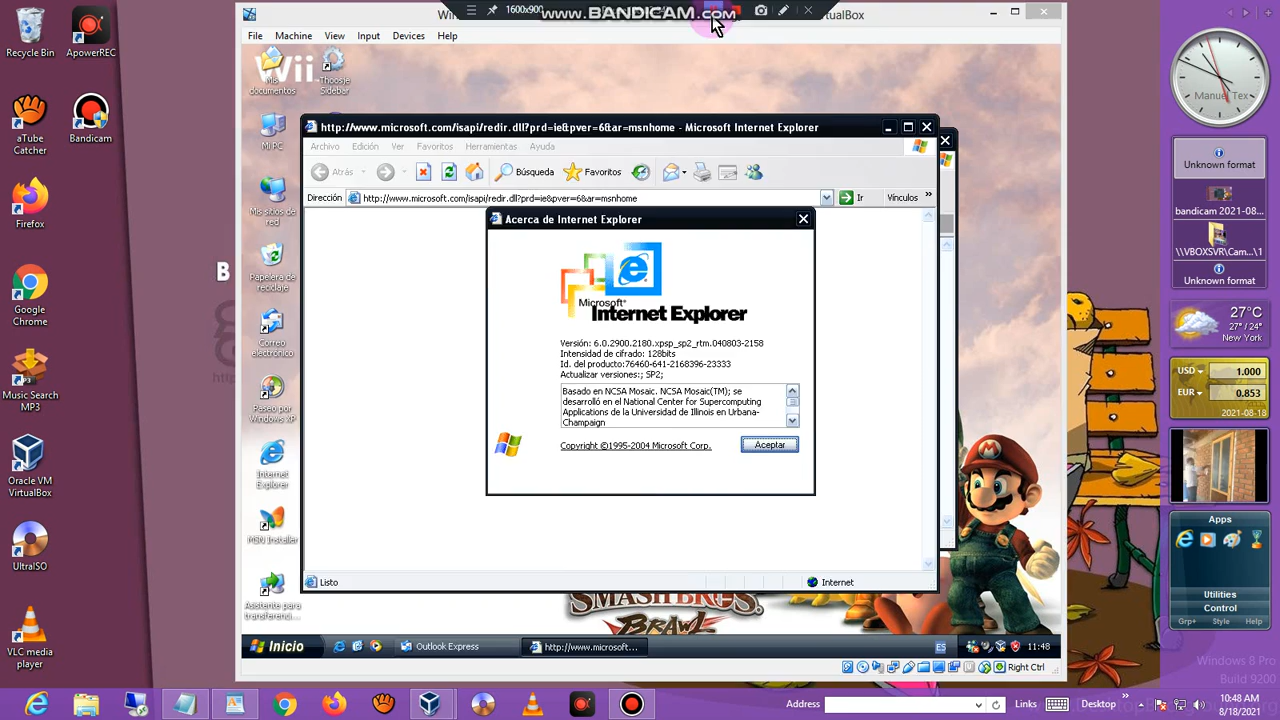 1600x900
WWW.BANDICAM.COM
VirtualBox
File Machine View Input Devices Help
Recycle Bin
ApowerREC
aTube Catcher
Bandicam
Firefox
Google Chrome
Music Search MP3
Oracle VM VirtualBox
UltraISO
VLC media player
B
Wii
Mis documentos
Thoosje Sidebar
Mi PC
Mis sitios de red
Papelera de reciclaje
Correo electrónico
Paseo por Windows XP
Internet Explorer
MSN Installer
Asistente para transferenci...
http://www.microsoft.com/isapi/redir.dll?prd=ie&pver=6&ar=msnhome - Microsoft Internet Explorer
Archivo Edición Ver Favoritos Herramientas Ayuda
Atrás Búsqueda Favoritos
Dirección http://www.microsoft.com/isapi/redir.dll?prd=ie&pver=6&ar=msnhome Ir Vínculos »
Acerca de Internet Explorer
Microsoft®
Internet Explorer
Versión: 6.0.2900.2180.xpsp_sp2_rtm.040803-2158
Intensidad de cifrado: 128bits
Id. del producto:76460-641-2168396-23333
Actualizar versiones:; SP2;
Basado en NCSA Mosaic. NCSA Mosaic(TM); se
desarrolló en el National Center for Supercomputing
Applications de la Universidad de Illinois en Urbana-
Champaign
Copyright ©1995-2004 Microsoft Corp.
Aceptar
Listo
Internet
SMASH BROS.
BRAWL
Inicio
Outlook Express
http://www.microsoft...
ES
11:48
Right Ctrl
Manuel Tex
Unknown format
bandicam 2021-08...
\\VBOXSVR\Cam...\1
Unknown format
27°C
27° / 24°
New York
USD 1.000
EUR 0.853
2021-08-18
Apps
Utilities
Control
Grp+ Style Help
Windows 8 Pro
Build 9200
Address
Links
Desktop
10:48 AM
8/18/2021